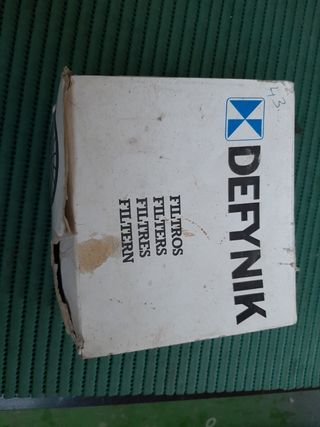 43
DEFYNIK
FILTROS
FILTERS
FILTRES
FILTERN